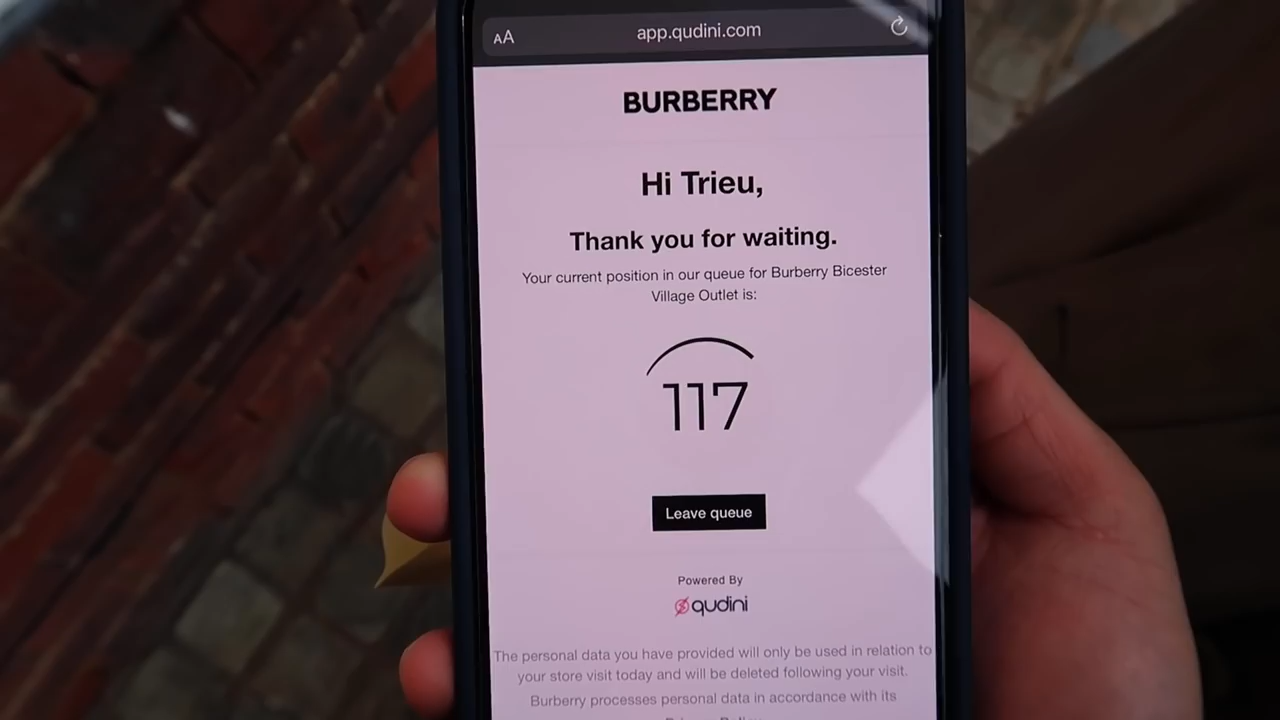 AA app.qudini.com
BURBERRY
Hi Trieu,
Thank you for waiting.
Your current position in our queue for Burberry Bicester
Village Outlet is:
117
Leave queue
Powered By
qudini
The personal data you have provided will only be used in relation to
your store visit today and will be deleted following your visit.
Burberry processes personal data in accordance with its